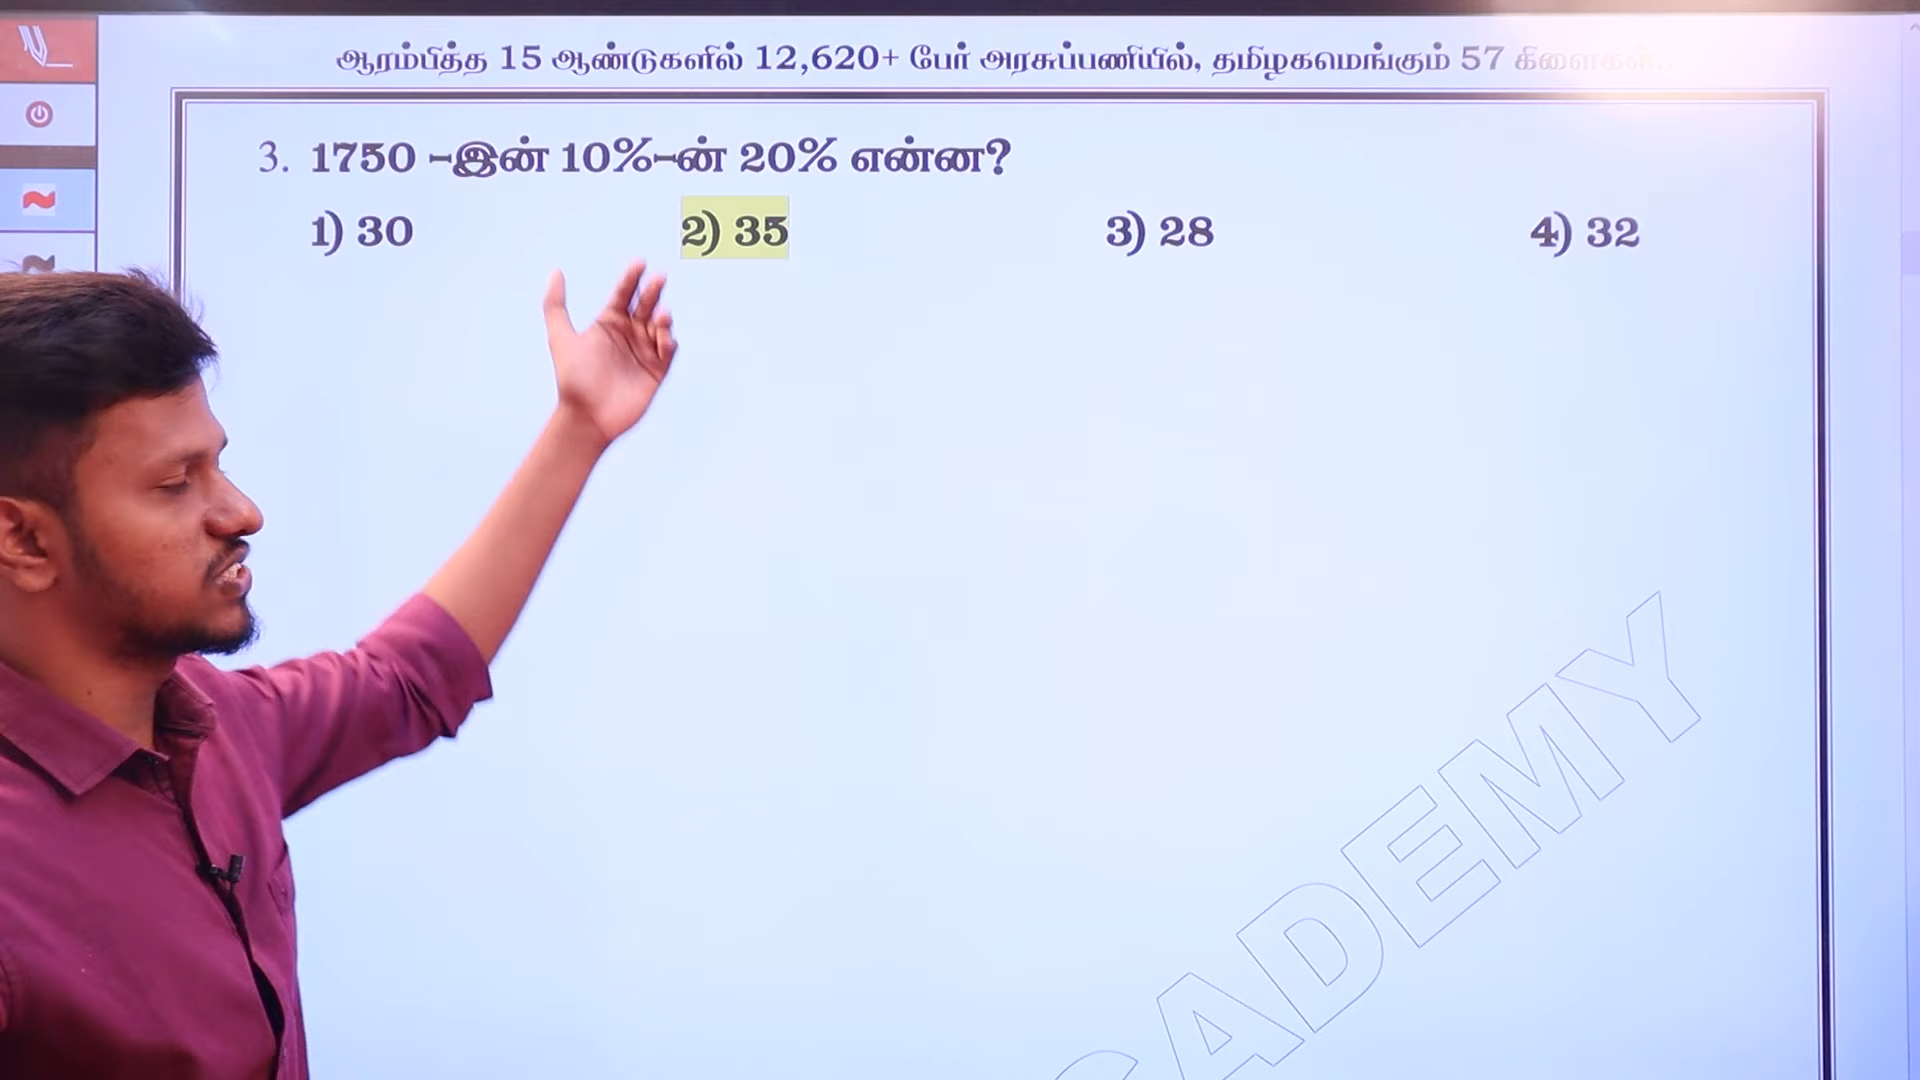 ஆரம்பித்த 15 ஆண்டுகளில் 12,620+ பேர் அரசுப்பணியில், தமிழகமெங்கும் 57 கிளைகள்...
3. 1750 -இன் 10%-ன் 20% என்ன?
1) 30 2) 35 3) 28 4) 32
CADEMY